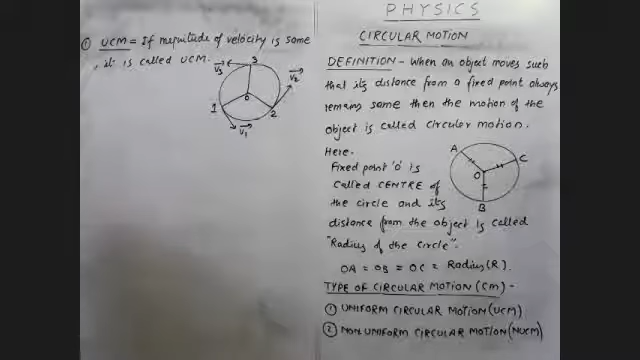 ① UCM = If megnitude of velocity is same
, it is called UCM.
V3
3
V2
O
1
2
V1
PHYSICS
CIRCULAR MOTION
DEFINITION - When an object moves such
that its distance from a fixed point always
remains same then the motion of the
object is called circular motion.
Here.
Fixed point 'O' is
called CENTRE of
the circle and its
distance from the object is called
"Radius of the circle".
A
C
O
B
OA = OB = OC = Radius(R).
TYPE OF CIRCULAR MOTION (CM) -
① UNIFORM CIRCULAR MOTION (UCM)
② NON UNIFORM CIRCULAR MOTION (NUCM)